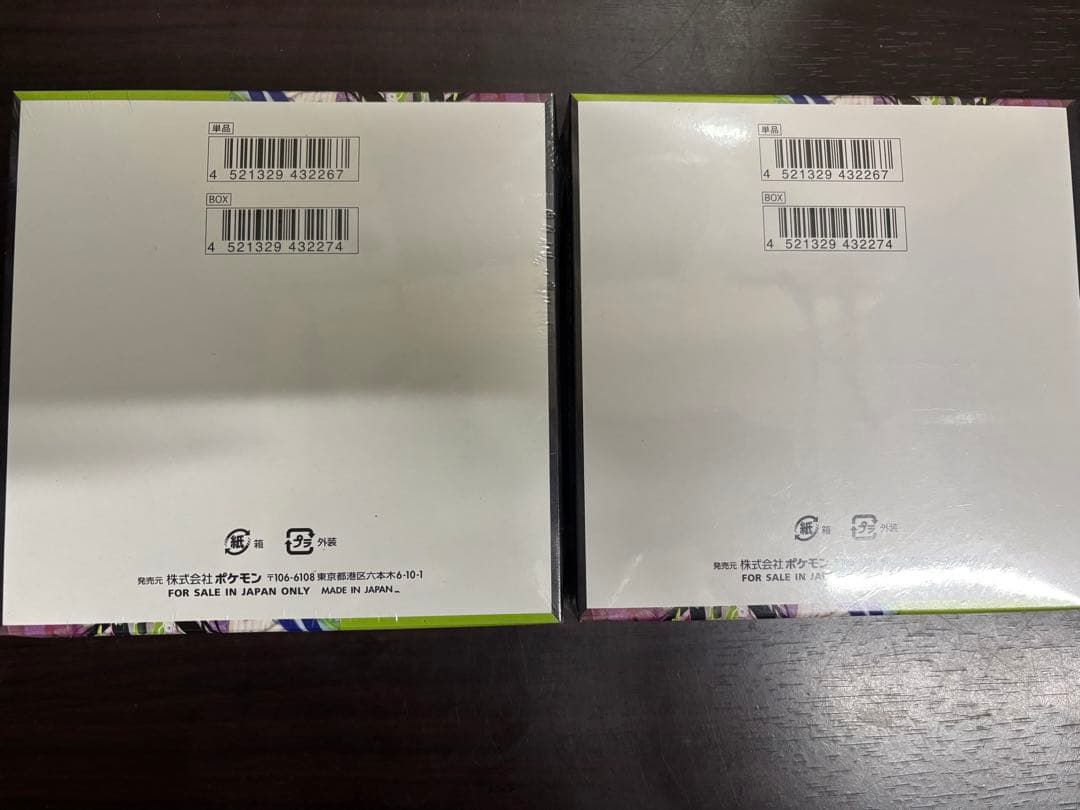 単品
4 521329 432267
BOX
4 521329 432274
紙 箱 プラ 外装
発売元 株式会社ポケモン 〒106-6108 東京都港区六本木6-10-1
FOR SALE IN JAPAN ONLY MADE IN JAPAN
単品
4 521329 432267
BOX
4 521329 432274
紙 箱 プラ 外装
発売元 株式会社ポケモン
FOR SALE IN JAPAN